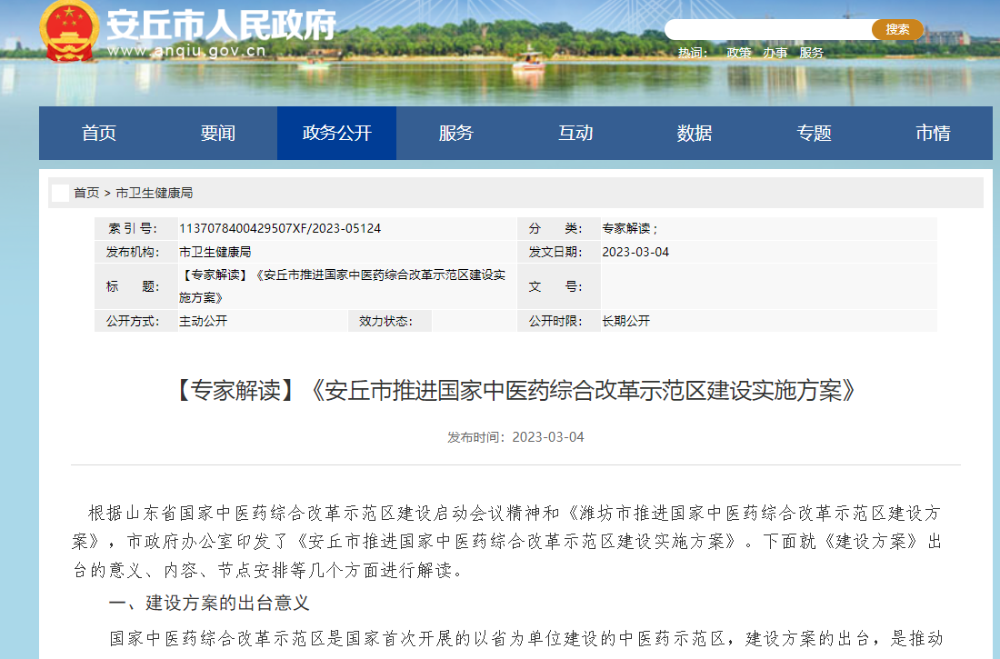 安丘市人民政府
www.anqiu.gov.cn
搜索
热词： 政策 办事 服务
首页 要闻 政务公开 服务 互动 数据 专题 市情
首页 > 市卫生健康局
索 引 号： 1137078400429507XF/2023-05124 分 类： 专家解读 ;
发布机构： 市卫生健康局 发文日期： 2023-03-04
标 题： 【专家解读】《安丘市推进国家中医药综合改革示范区建设实
施方案》 文 号：
公开方式： 主动公开 效力状态： 公开时限： 长期公开
【专家解读】《安丘市推进国家中医药综合改革示范区建设实施方案》
发布时间：2023-03-04
根据山东省国家中医药综合改革示范区建设启动会议精神和《潍坊市推进国家中医药综合改革示范区建设方
案》，市政府办公室印发了《安丘市推进国家中医药综合改革示范区建设实施方案》。下面就《建设方案》出
台的意义、内容、节点安排等几个方面进行解读。
一、建设方案的出台意义
国家中医药综合改革示范区是国家首次开展的以省为单位建设的中医药示范区，建设方案的出台，是推动